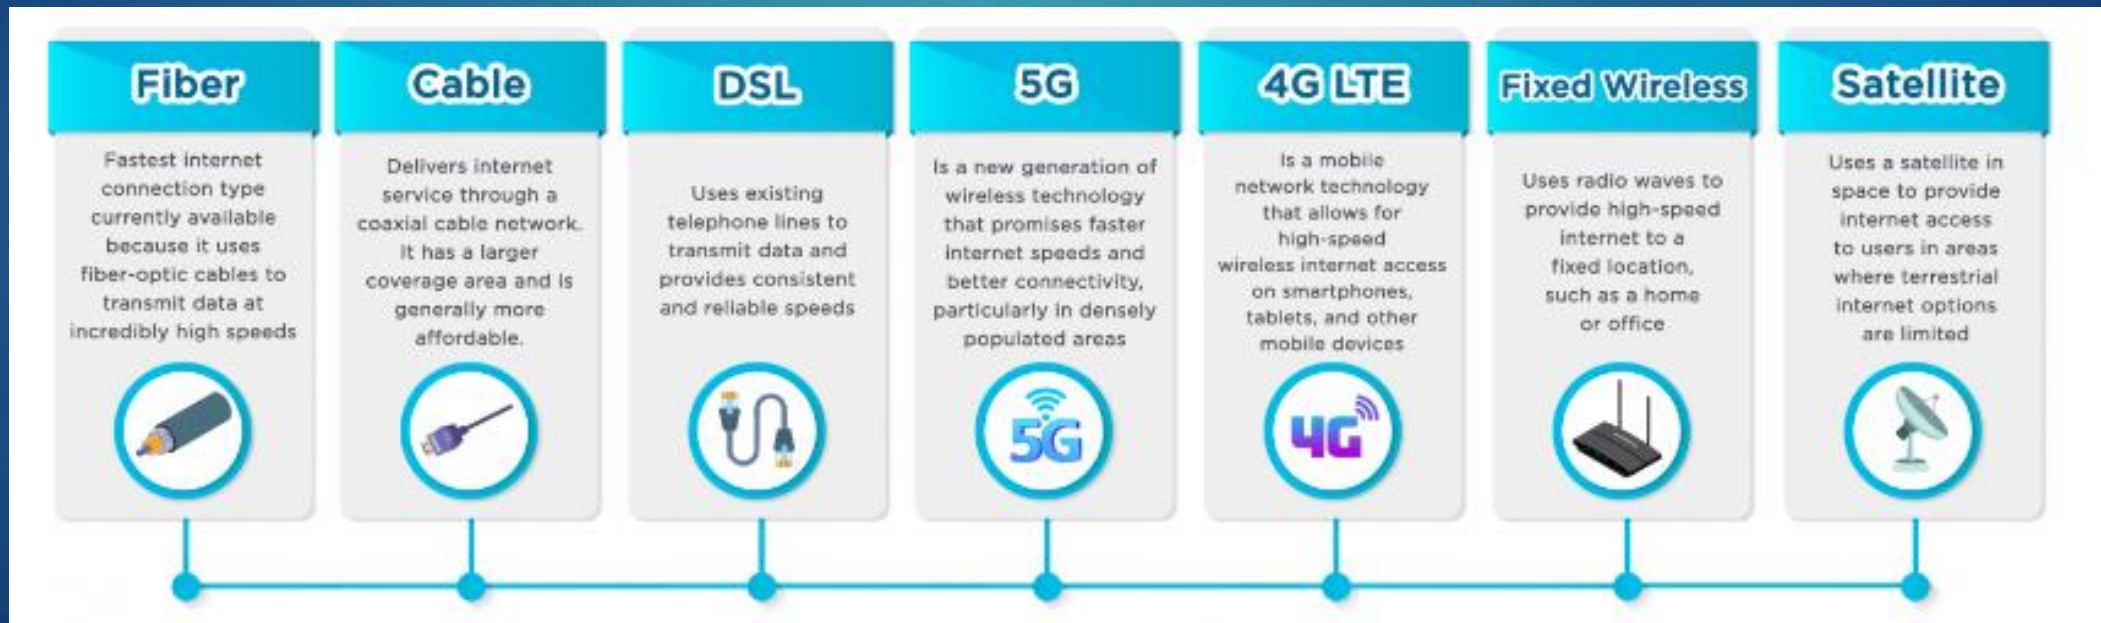 Fiber
Fastest internet
connection type
currently available
because it uses
fiber-optic cables to
transmit data at
incredibly high speeds
Cable
Delivers internet
service through a
coaxial cable network.
It has a larger
coverage area and is
generally more
affordable.
DSL
Uses existing
telephone lines to
transmit data and
provides consistent
and reliable speeds
5G
Is a new generation of
wireless technology
that promises faster
internet speeds and
better connectivity,
particularly in densely
populated areas
5G
4G LTE
Is a mobile
network technology
that allows for
high-speed
wireless internet access
on smartphones,
tablets, and other
mobile devices
4G
Fixed Wireless
Uses radio waves to
provide high-speed
internet to a
fixed location,
such as a home
or office
Satellite
Uses a satellite in
space to provide
internet access
to users in areas
where terrestrial
internet options
are limited